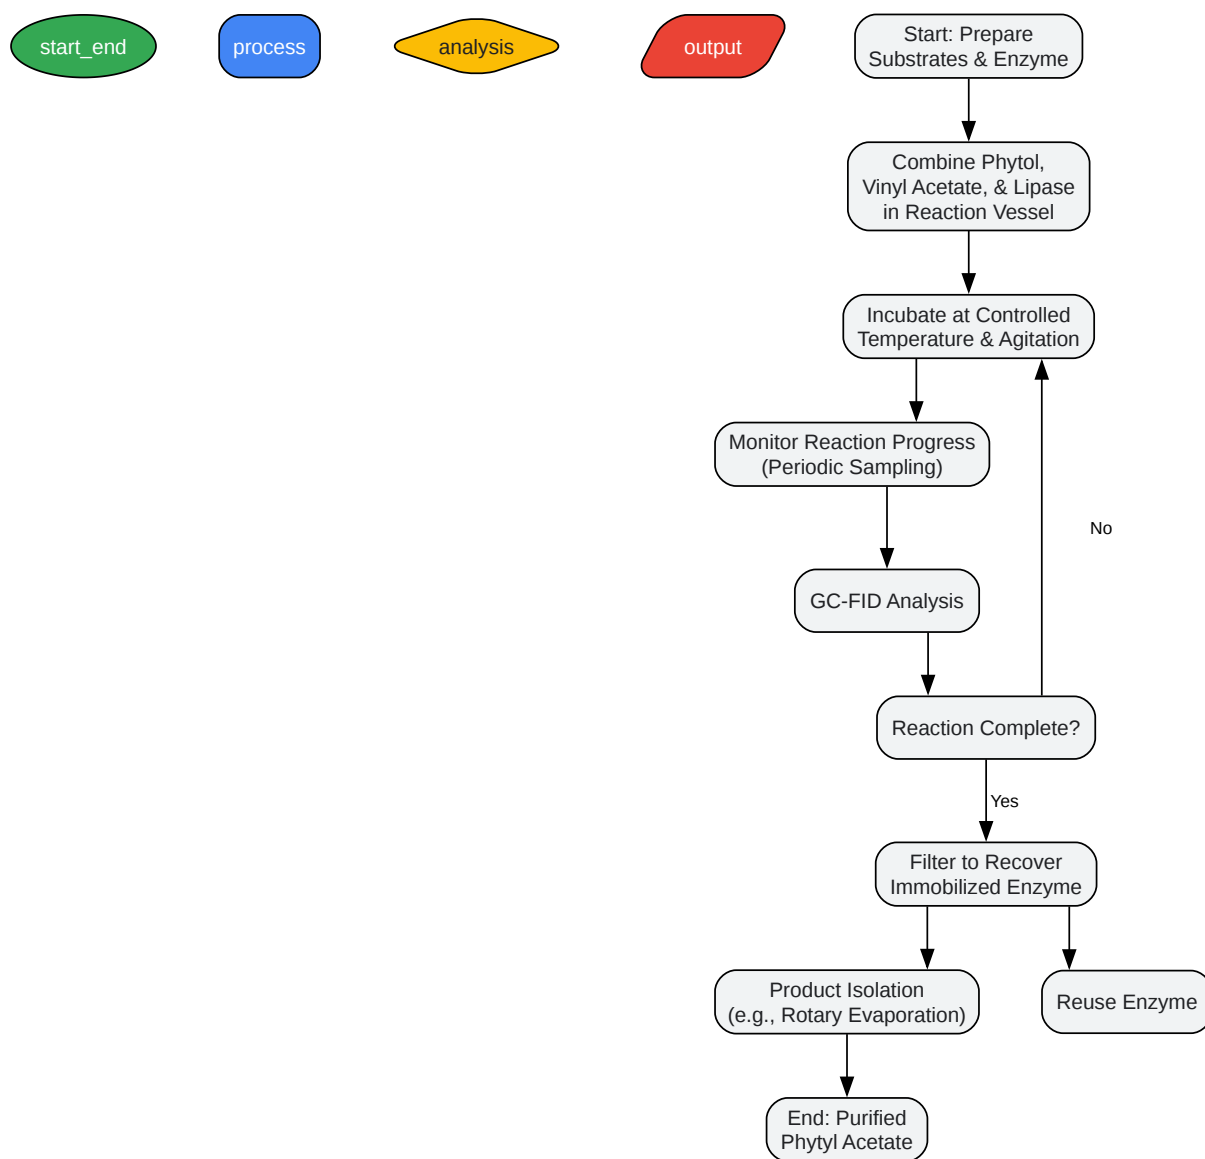 start_end
process
analysis
output
Start: Prepare
Substrates & Enzyme
Combine Phytol,
Vinyl Acetate, & Lipase
in Reaction Vessel
Incubate at Controlled
Temperature & Agitation
Monitor Reaction Progress
(Periodic Sampling)
No
GC-FID Analysis
Reaction Complete?
Yes
Filter to Recover
Immobilized Enzyme
Product Isolation
(e.g., Rotary Evaporation)
Reuse Enzyme
End: Purified
Phytyl Acetate